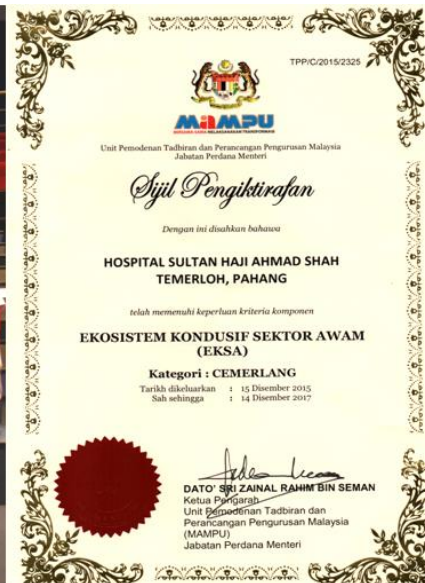 TPP/C/2015/2325
MAMPU
Unit Pemodenan Tadbiran dan Perancangan Pengurusan Malaysia
Jabatan Perdana Menteri
Sijil Pengiktirafan
Dengan ini disahkan bahawa
HOSPITAL SULTAN HAJI AHMAD SHAH
TEMERLOH, PAHANG
telah memenuhi keperluan kriteria komponen
EKOSISTEM KONDUSIF SEKTOR AWAM
(EKSA)
Kategori : CEMERLANG
Tarikh dikeluarkan : 15 Disember 2015
Sah sehingga : 14 Disember 2017
DATO' SRI ZAINAL RAHIM BIN SEMAN
Ketua Pengarah
Unit Pemodenan Tadbiran dan
Perancangan Pengurusan Malaysia
(MAMPU)
Jabatan Perdana Menteri